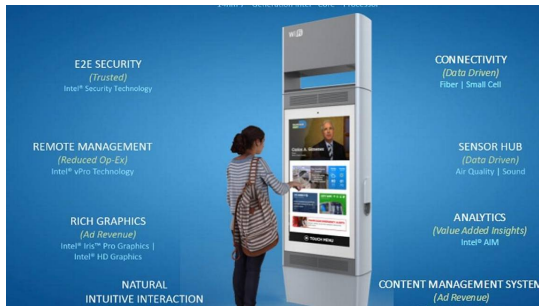 E2E SECURITY
(Trusted)
Intel® Security Technology
REMOTE MANAGEMENT
(Reduced Op-Ex)
Intel® vPro Technology
RICH GRAPHICS
(Ad Revenue)
Intel® Iris™ Pro Graphics |
Intel® HD Graphics
NATURAL
INTUITIVE INTERACTION
WiFi
TOUCH MENU
CONNECTIVITY
(Data Driven)
Fiber | Small Cell
SENSOR HUB
(Data Driven)
Air Quality | Sound
ANALYTICS
(Value Added Insights)
Intel® AIM
CONTENT MANAGEMENT SYSTEM
(Ad Revenue)